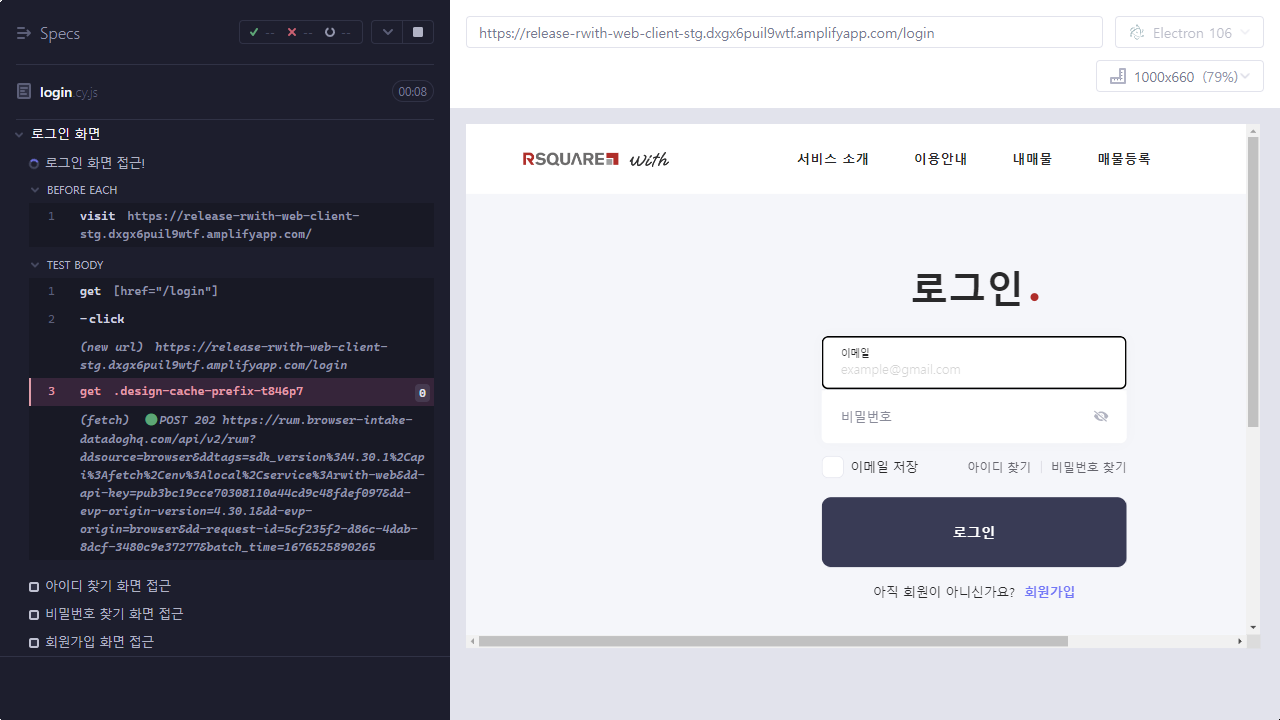 Specs
-- -- --
login.cy.js
00:08
로그인 화면
로그인 화면 접근!
BEFORE EACH
1 visit https://release-rwith-web-client-
stg.dxgx6puil9wtf.amplifyapp.com/
TEST BODY
1 get [href="/login"]
2 -click
(new url) https://release-rwith-web-client-
stg.dxgx6puil9wtf.amplifyapp.com/login
3 get .design-cache-prefix-t846p7 0
(fetch) POST 202 https://rum.browser-intake-
datadoghq.com/api/v2/rum?
ddsource=browser&ddtags=sdk_version%3A4.30.1%2Cap
i%3Afetch%2Cenv%3Alocal%2Cservice%3Arwith-web&dd-
api-key=pub3bc19cce70308110a44cd9c48fdef097&dd-
evp-origin-version=4.30.1&dd-evp-
origin=browser&dd-request-id=5cf235f2-d86c-4dab-
8dcf-3480c9e37277&batch_time=1676525890265
아이디 찾기 화면 접근
비밀번호 찾기 화면 접근
회원가입 화면 접근
https://release-rwith-web-client-stg.dxgx6puil9wtf.amplifyapp.com/login
Electron 106
1000x660 (79%)
RSQUARE with
서비스 소개 이용안내 내매물 매물등록
로그인.
이메일
example@gmail.com
비밀번호
이메일 저장 아이디 찾기 비밀번호 찾기
로그인
아직 회원이 아니신가요? 회원가입